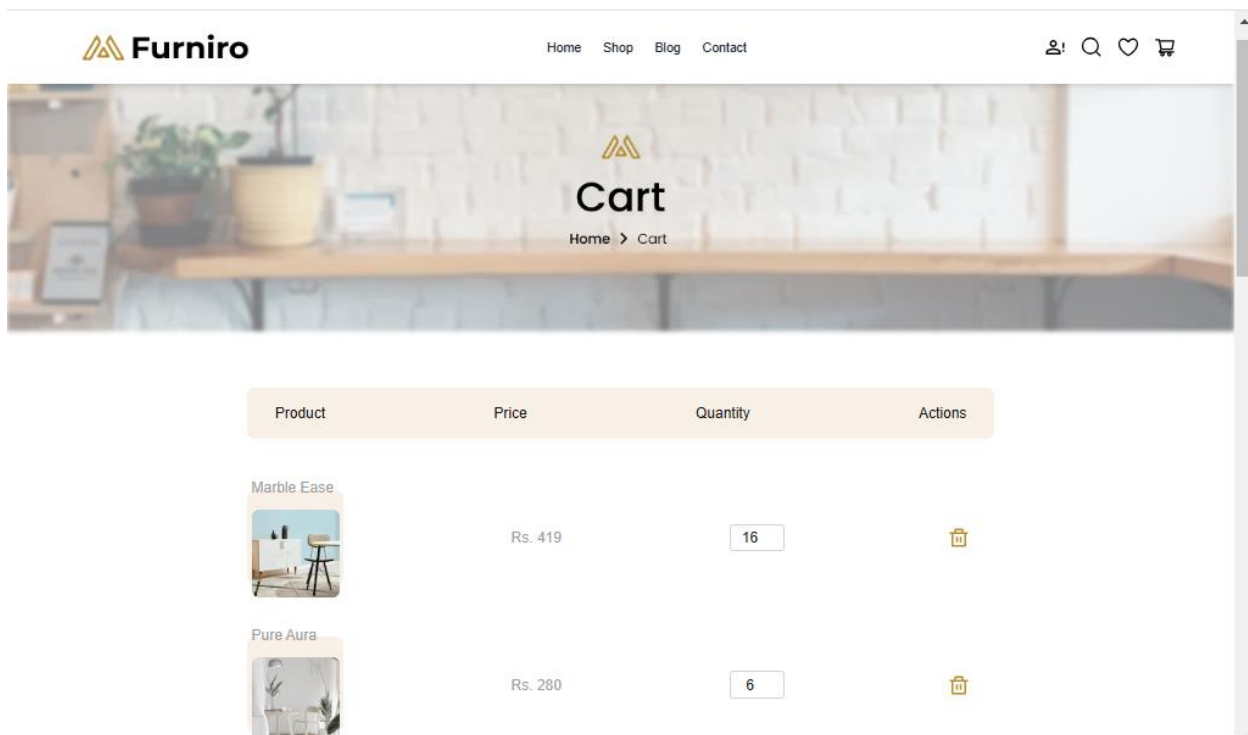 Furniro
Home Shop Blog Contact
Cart
Home > Cart
Product Price Quantity Actions
Marble Ease
Rs. 419 16
Pure Aura
Rs. 280 6